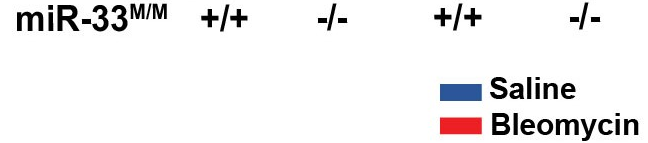 miR-33M/M +/+ -/- +/+ -/-
Saline
Bleomycin